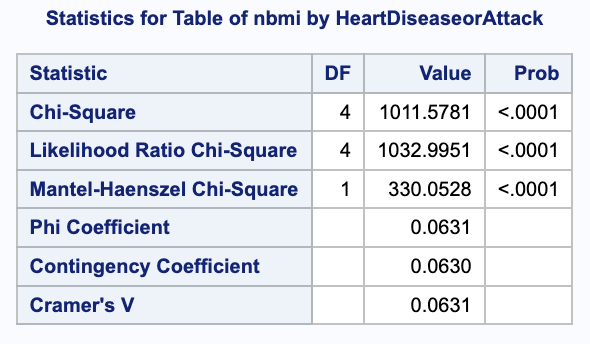 Statistics for Table of nbmi by HeartDiseaseorAttack
Statistic DF Value Prob
Chi-Square 4 1011.5781 <.0001
Likelihood Ratio Chi-Square 4 1032.9951 <.0001
Mantel-Haenszel Chi-Square 1 330.0528 <.0001
Phi Coefficient 0.0631
Contingency Coefficient 0.0630
Cramer's V 0.0631